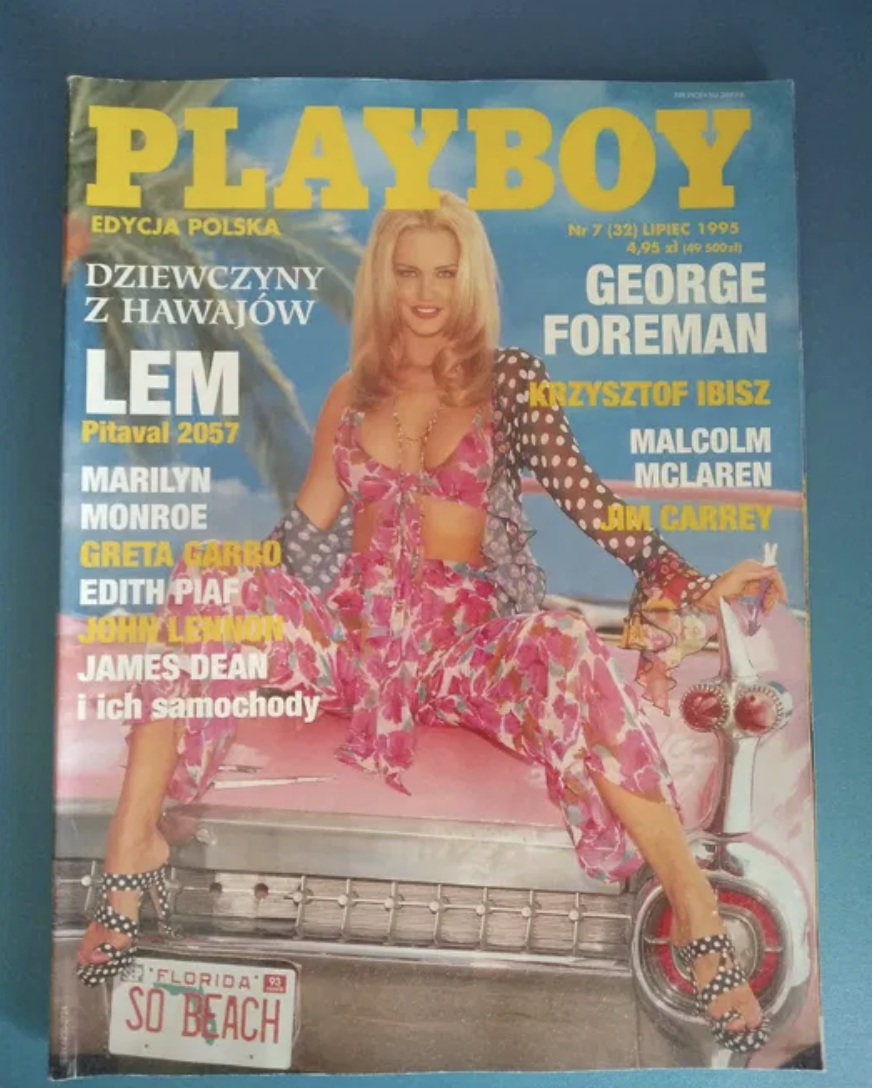 PLAYBOY
EDYCJA POLSKA
Nr 7 (32) LIPIEC 1995
4,95 zł (49 500 zł)
DZIEWCZYNY
Z HAWAJÓW
LEM
Pitaval 2057
MARILYN
MONROE
GRETA GARBO
EDITH PIAF
JOHN LENNON
JAMES DEAN
i ich samochody
GEORGE
FOREMAN
KRZYSZTOF IBISZ
MALCOLM
MCLAREN
JIM CARREY
FLORIDA
93
SO BEACH